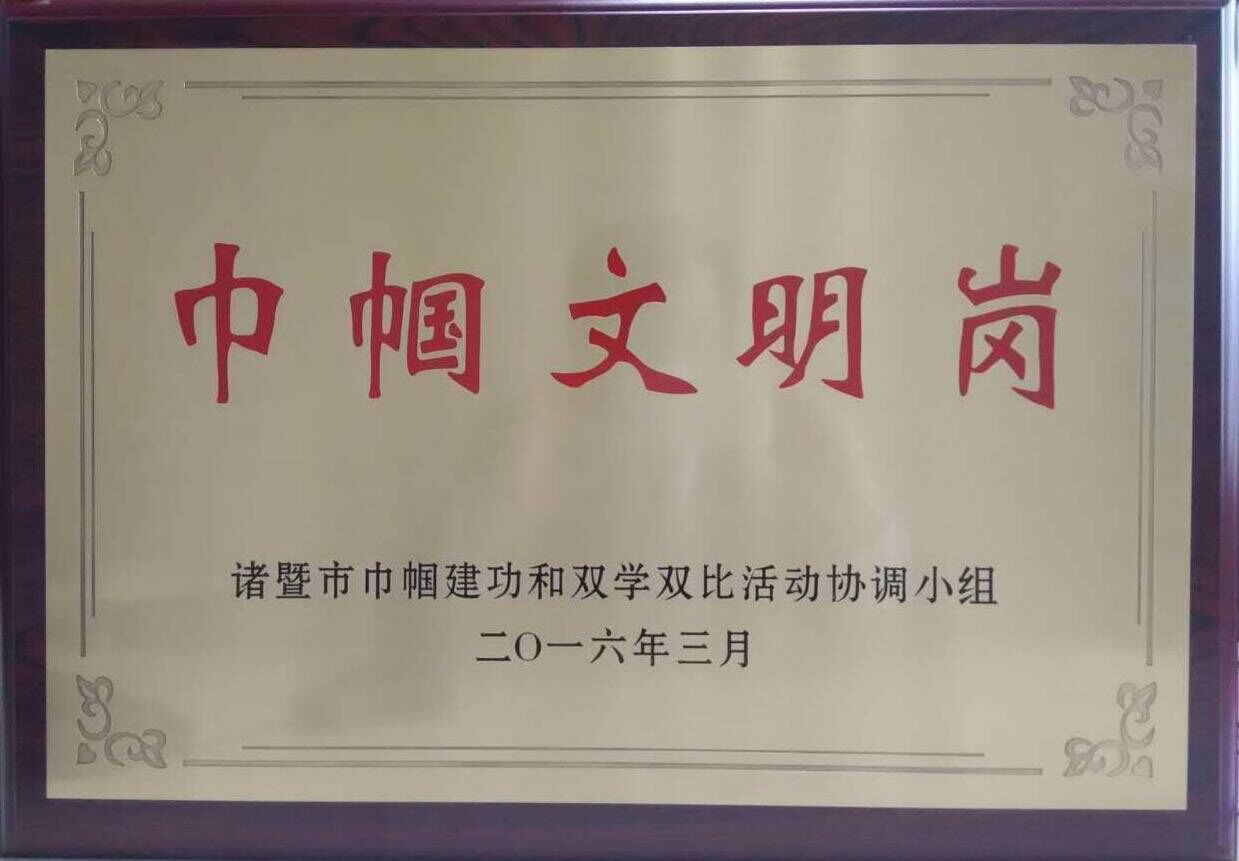 巾帼文明岗
诸暨市巾帼建功和双学双比活动协调小组
二〇一六年三月